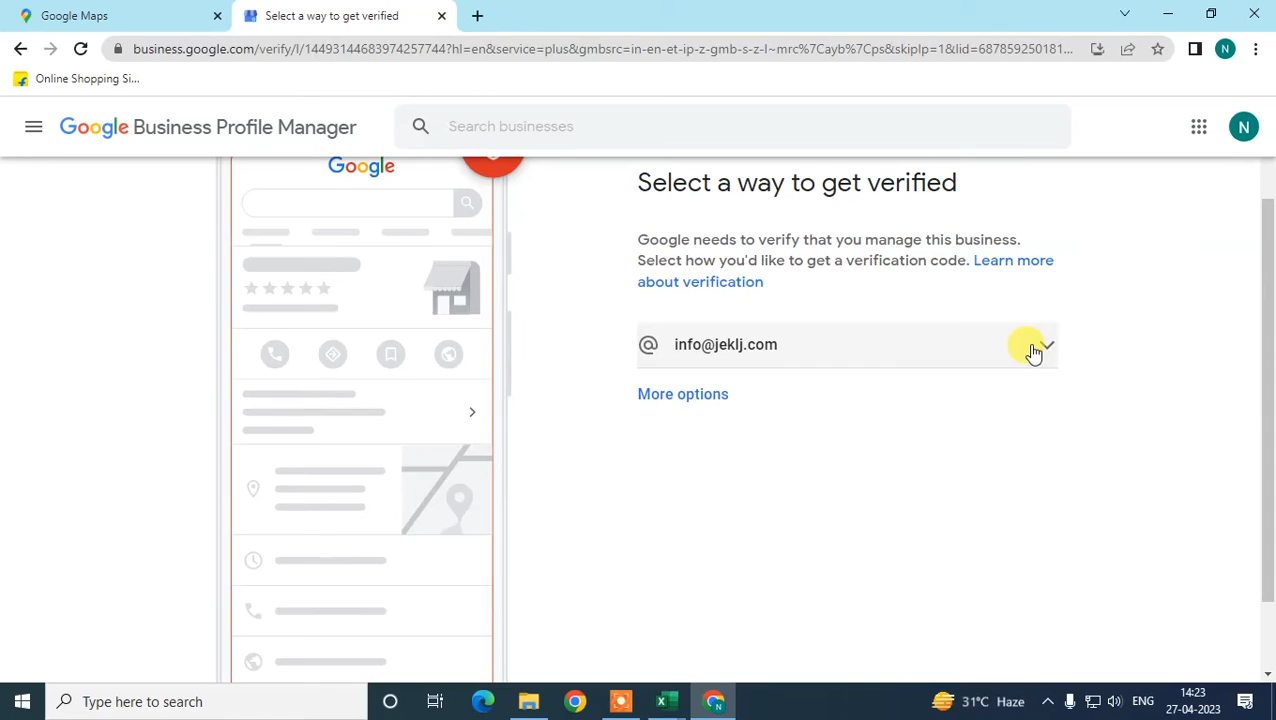 Google Maps
Select a way to get verified
business.google.com/verify/l/14493144683974257744?hl=en&service=plus&gmbsrc=in-en-et-ip-z-gmb-s-z-l~mrc%7Cayb%7Cps&skiplp=1&lid=687859250181...
N
Online Shopping Si...
Google Business Profile Manager
Search businesses
N
Google
Select a way to get verified
Google needs to verify that you manage this business.
Select how you'd like to get a verification code. Learn more
about verification
info@jeklj.com
More options
Type here to search
N
31°C Haze
ENG
14:23
27-04-2023